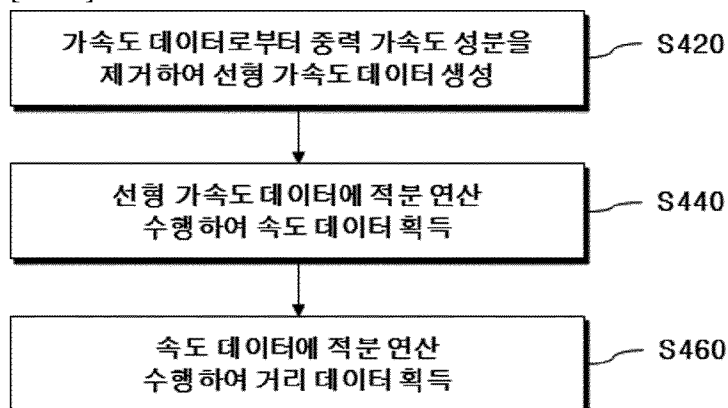 가속도 데이터로부터 중력 가속도 성분을
제거하여 선형 가속도 데이터 생성
S420
선형 가속도 데이터에 적분 연산
수행하여 속도 데이터 획득
S440
속도 데이터에 적분 연산
수행하여 거리 데이터 획득
S460